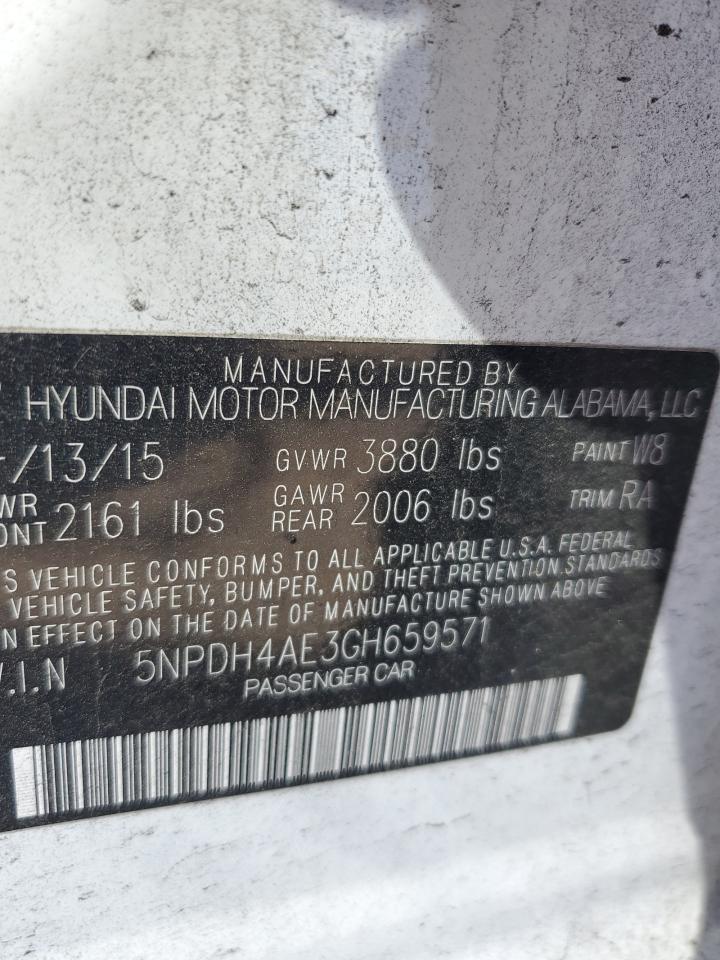 MANUFACTURED BY
HYUNDAI MOTOR MANUFACTURING ALABAMA, LLC
/13/15 GVWR 3880 lbs PAINT W8
WR GAWR
ONT 2161 lbs REAR 2006 lbs TRIM RA
S VEHICLE CONFORMS TO ALL APPLICABLE U.S.A. FEDERAL
VEHICLE SAFETY, BUMPER, AND THEFT PREVENTION STANDARDS
N EFFECT ON THE DATE OF MANUFACTURE SHOWN ABOVE
V.I.N 5NPDH4AE3GH659571
PASSENGER CAR